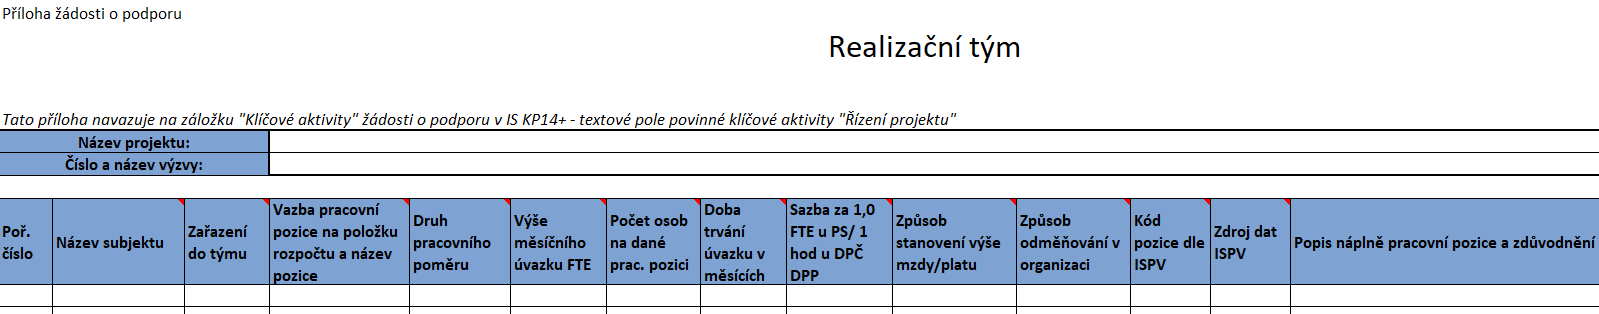 Příloha žádosti o podporu
Realizační tým
Tato příloha navazuje na záložku "Klíčové aktivity" žádosti o podporu v IS KP14+ - textové pole povinné klíčové aktivity "Řízení projektu"
Název projektu:
Číslo a název výzvy:
Poř.
číslo
Název subjektu
Zařazení
do týmu
Vazba pracovní
pozice na položku
rozpočtu a název
pozice
Druh
pracovního
poměru
Výše
měsíčního
úvazku FTE
Počet osob
na dané
prac. pozici
Doba
trvání
úvazku v
měsících
Sazba za 1,0
FTE u PS/ 1
hod u DPČ
DPP
Způsob
stanovení výše
mzdy/platu
Způsob
odměňování v
organizaci
Kód
pozice dle
ISPV
Zdroj dat
ISPV
Popis náplně pracovní pozice a zdůvodnění